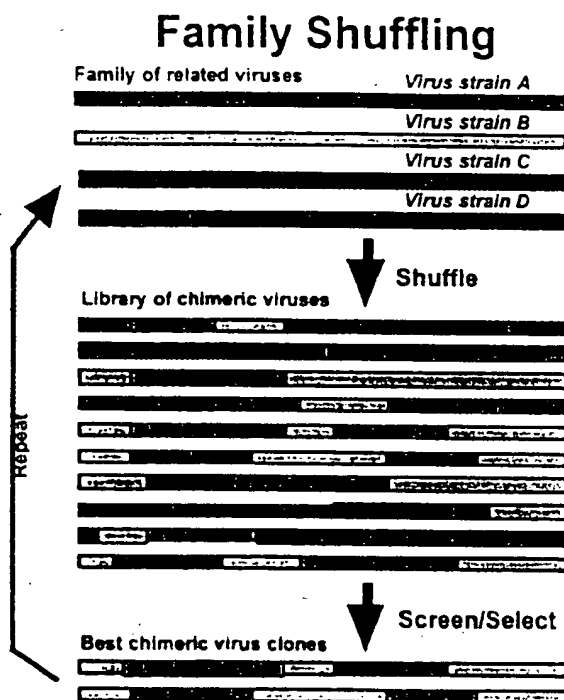 Family Shuffling
Family of related viruses
Virus strain A
Virus strain B
Virus strain C
Virus strain D
Shuffle
Library of chimeric viruses
Repeat
Screen/Select
Best chimeric virus clones